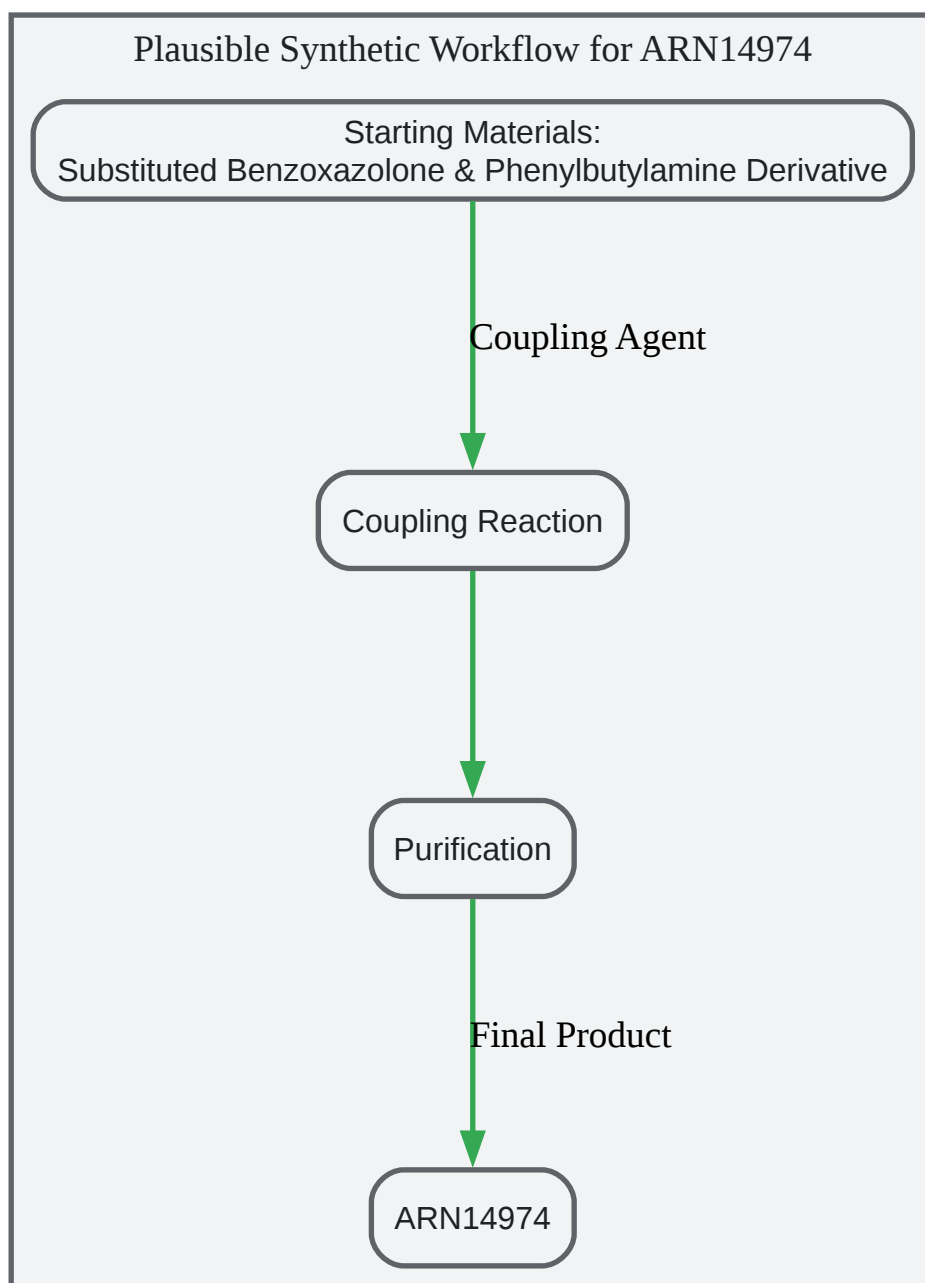 Plausible Synthetic Workflow for ARN14974
Starting Materials:
Substituted Benzoxazolone & Phenylbutylamine Derivative
Coupling Agent
Coupling Reaction
Purification
Final Product
ARN14974